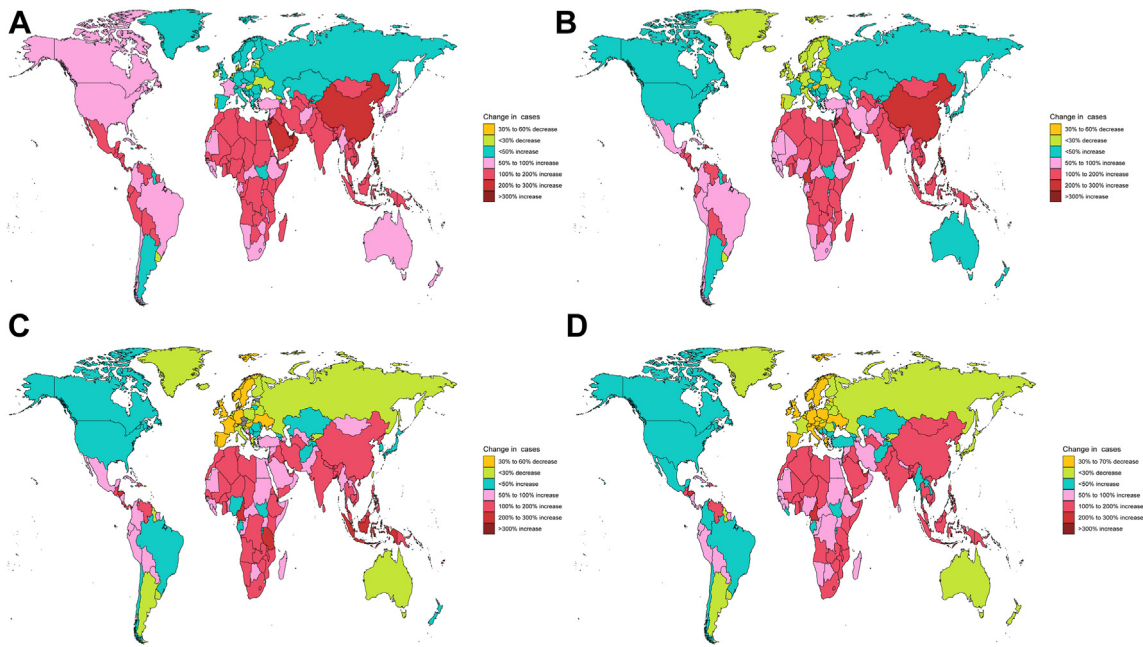 A
B
Change in cases
30% to 60% decrease
<30% decrease
<50% increase
50% to 100% increase
100% to 200% increase
200% to 300% increase
>300% increase
Change in cases
30% to 60% decrease
<30% decrease
<50% increase
50% to 100% increase
100% to 200% increase
200% to 300% increase
>300% increase
C
D
Change in cases
30% to 60% decrease
<30% decrease
<50% increase
50% to 100% increase
100% to 200% increase
200% to 300% increase
>300% increase
Change in cases
30% to 70% decrease
<30% decrease
<50% increase
50% to 100% increase
100% to 200% increase
200% to 300% increase
>300% increase